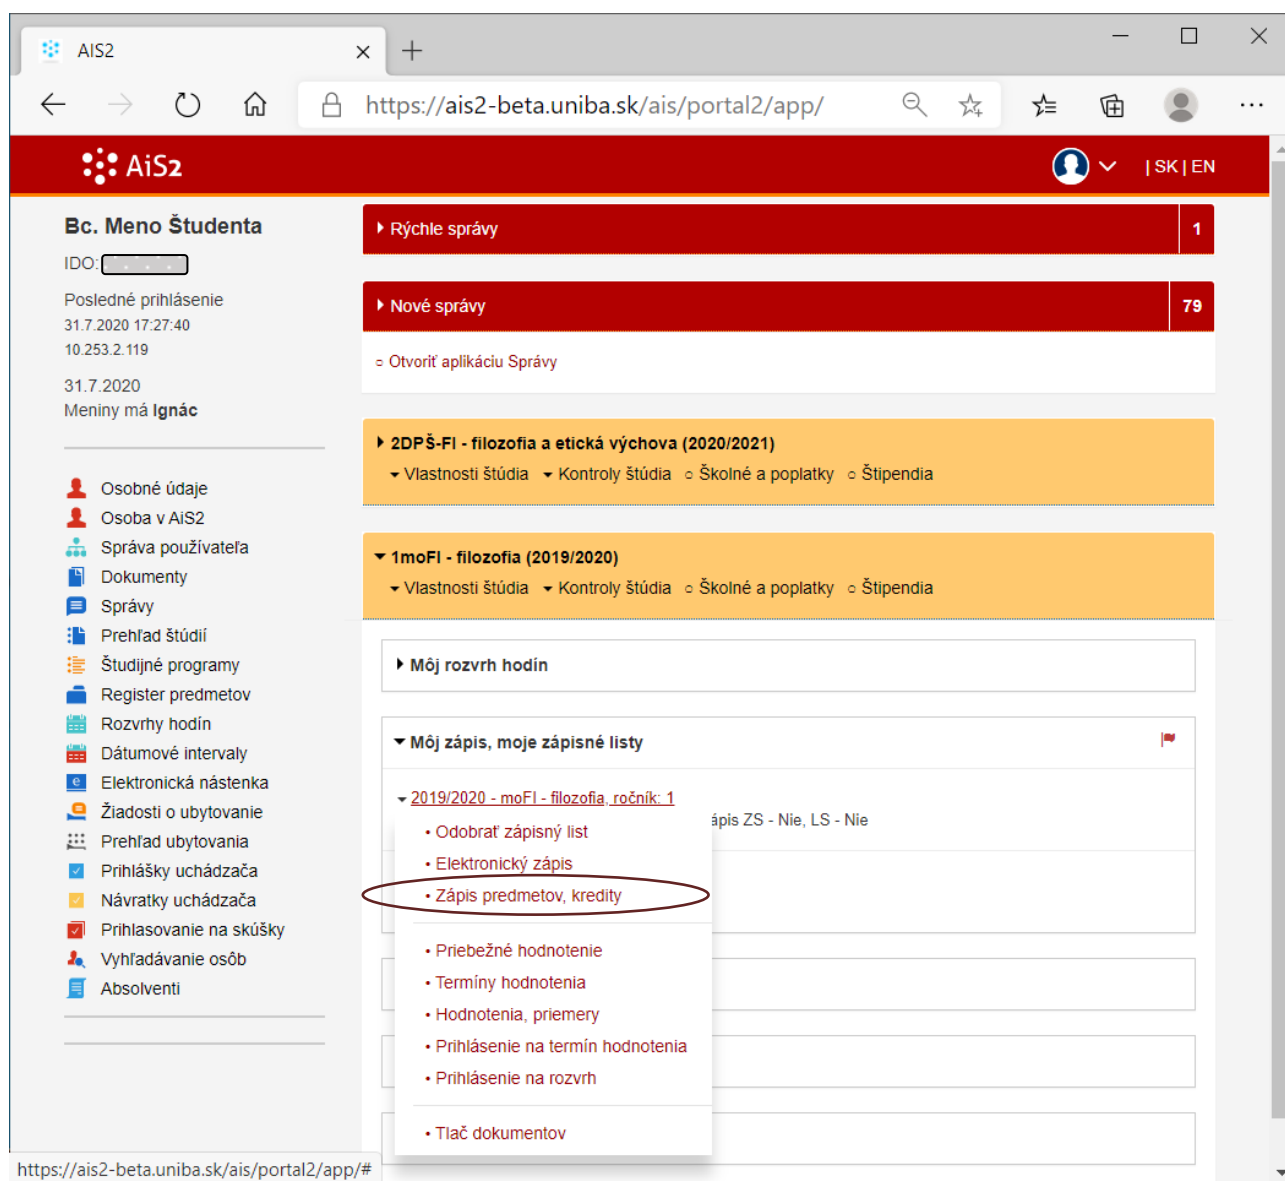 AIS2
https://ais2-beta.uniba.sk/ais/portal2/app/
AiS2
| SK | EN
Bc. Meno Študenta
IDO:
Posledné prihlásenie
31.7.2020 17:27:40
10.253.2.119
31.7.2020
Meniny má Ignác
Osobné údaje
Osoba v AiS2
Správa používateľa
Dokumenty
Správy
Prehľad štúdií
Študijné programy
Register predmetov
Rozvrhy hodín
Dátumové intervaly
Elektronická nástenka
Žiadosti o ubytovanie
Prehľad ubytovania
Prihlášky uchádzača
Návratky uchádzača
Prihlasovanie na skúšky
Vyhľadávanie osôb
Absolventi
Rýchle správy 1
Nové správy 79
Otvoriť aplikáciu Správy
2DPŠ-FI - filozofia a etická výchova (2020/2021)
Vlastnosti štúdia Kontroly štúdia Školné a poplatky Štipendia
1moFI - filozofia (2019/2020)
Vlastnosti štúdia Kontroly štúdia Školné a poplatky Štipendia
Môj rozvrh hodín
Môj zápis, moje zápisné listy
2019/2020 - moFI - filozofia, ročník: 1
ápis ZS - Nie, LS - Nie
• Odobrať zápisný list
• Elektronický zápis
• Zápis predmetov, kredity
• Priebežné hodnotenie
• Termíny hodnotenia
• Hodnotenia, priemery
• Prihlásenie na termín hodnotenia
• Prihlásenie na rozvrh
• Tlač dokumentov
https://ais2-beta.uniba.sk/ais/portal2/app/#